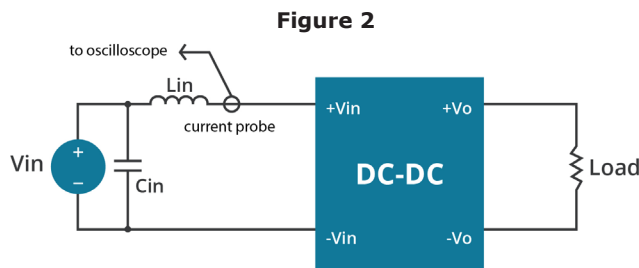 Figure 2
to oscilloscope
Lin
current probe
+Vin
+Vo
Vin
+
−
Cin
DC-DC
Load
-Vin
-Vo